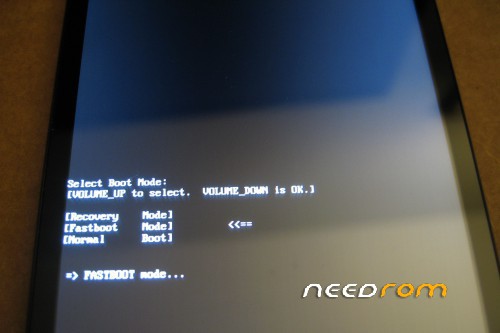 Select Boot Mode:
[VOLUME_UP to select.  VOLUME_DOWN is OK.]
[Recovery    Mode]
[Fastboot    Mode]         <<==
[Normal      Boot]
=> FASTBOOT mode...
NEEDROM